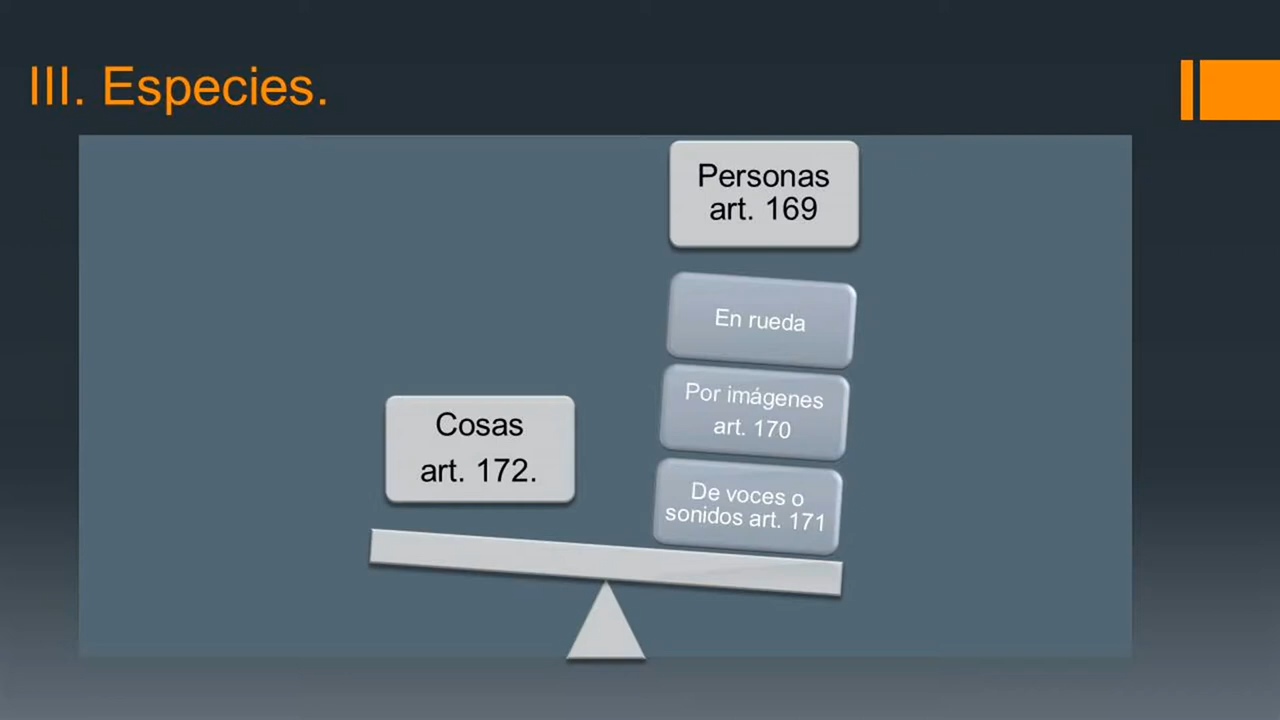 III. Especies.
Personas
art. 169
En rueda
Por imágenes
art. 170
De voces o
sonidos art. 171
Cosas
art. 172.